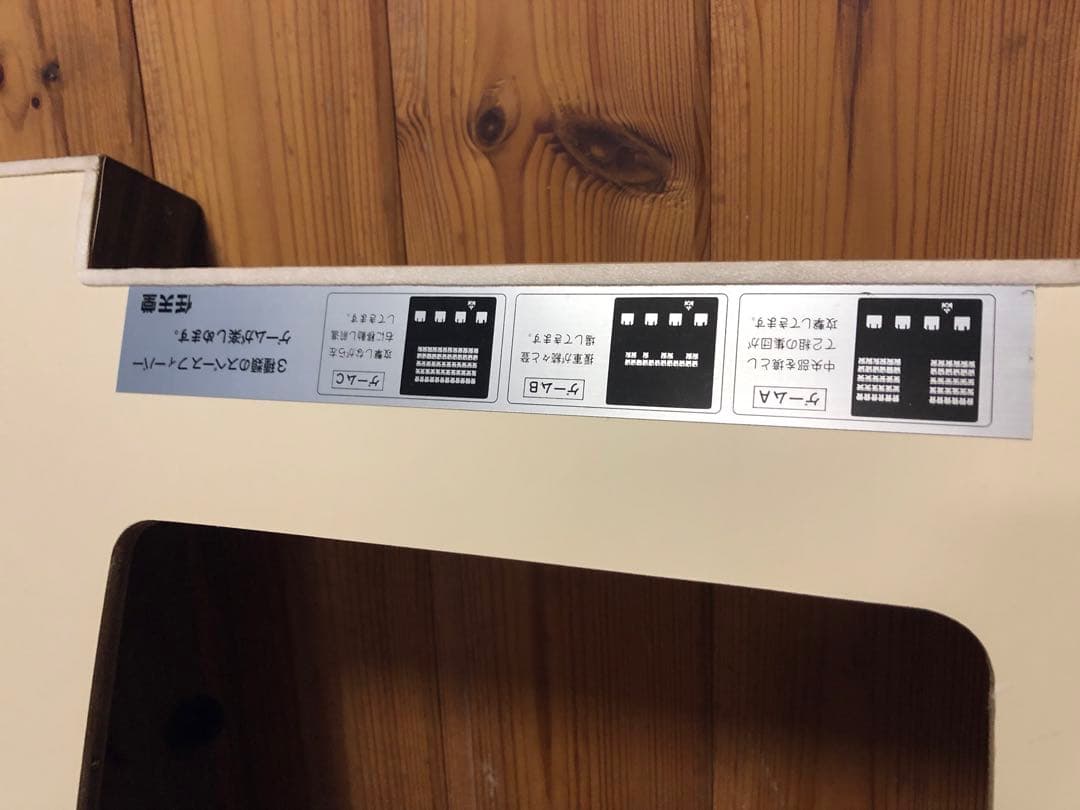 ゲームA
中央部を境とし
て2組の集団が
攻撃してきます。
ゲームB
援軍が続々と登
場してきます。
ゲームC
攻撃しながら左
右に移動し前進
してきます。
3種類のスペースフィーバー
ゲームが楽しめます。
任天堂